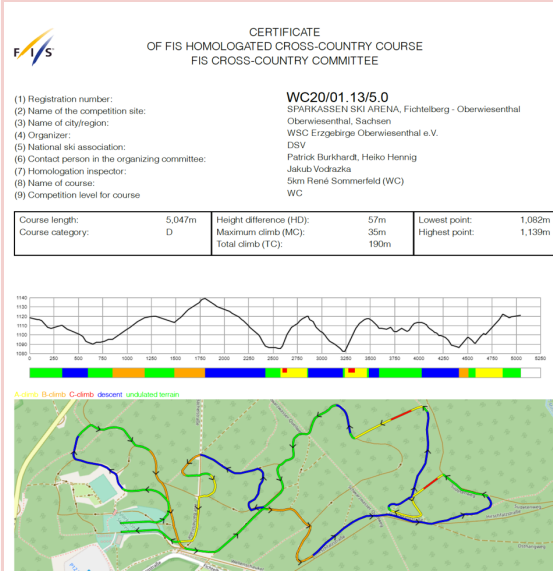 F/I/S
CERTIFICATE
OF FIS HOMOLOGATED CROSS-COUNTRY COURSE
FIS CROSS-COUNTRY COMMITTEE
(1) Registration number: WC20/01.13/5.0
(2) Name of the competition site: SPARKASSEN SKI ARENA, Fichtelberg - Oberwiesenthal
(3) Name of city/region: Oberwiesenthal, Sachsen
(4) Organizer: WSC Erzgebirge Oberwiesenthal e.V.
(5) National ski association: DSV
(6) Contact person in the organizing committee: Patrick Burkhardt, Heiko Hennig
(7) Homologation inspector: Jakub Vodrazka
(8) Name of course: 5km René Sommerfeld (WC)
(9) Competition level for course WC
Course length: 5,047m Height difference (HD): 57m Lowest point: 1,082m
Course category: D Maximum climb (MC): 35m Highest point: 1,139m
Total climb (TC): 190m
1140
1130
1120
1110
1100
1090
1080
0 250 500 750 1000 1250 1500 1750 2000 2250 2500 2750 3000 3250 3500 3750 4000 4250 4500 4750 5000 5250
B-climb C-climb descent undulated terrain